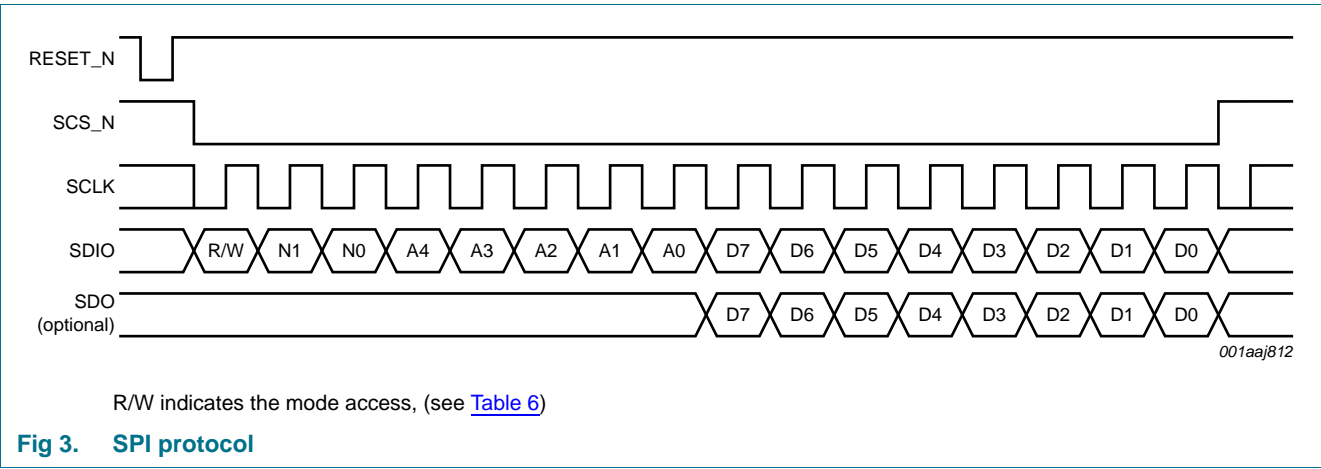 RESET_N
SCS_N
SCLK
SDIO R/W N1 N0 A4 A3 A2 A1 A0 D7 D6 D5 D4 D3 D2 D1 D0
SDO
(optional)
D7 D6 D5 D4 D3 D2 D1 D0
001aaj812
R/W indicates the mode access, (see Table 6)
Fig 3. SPI protocol